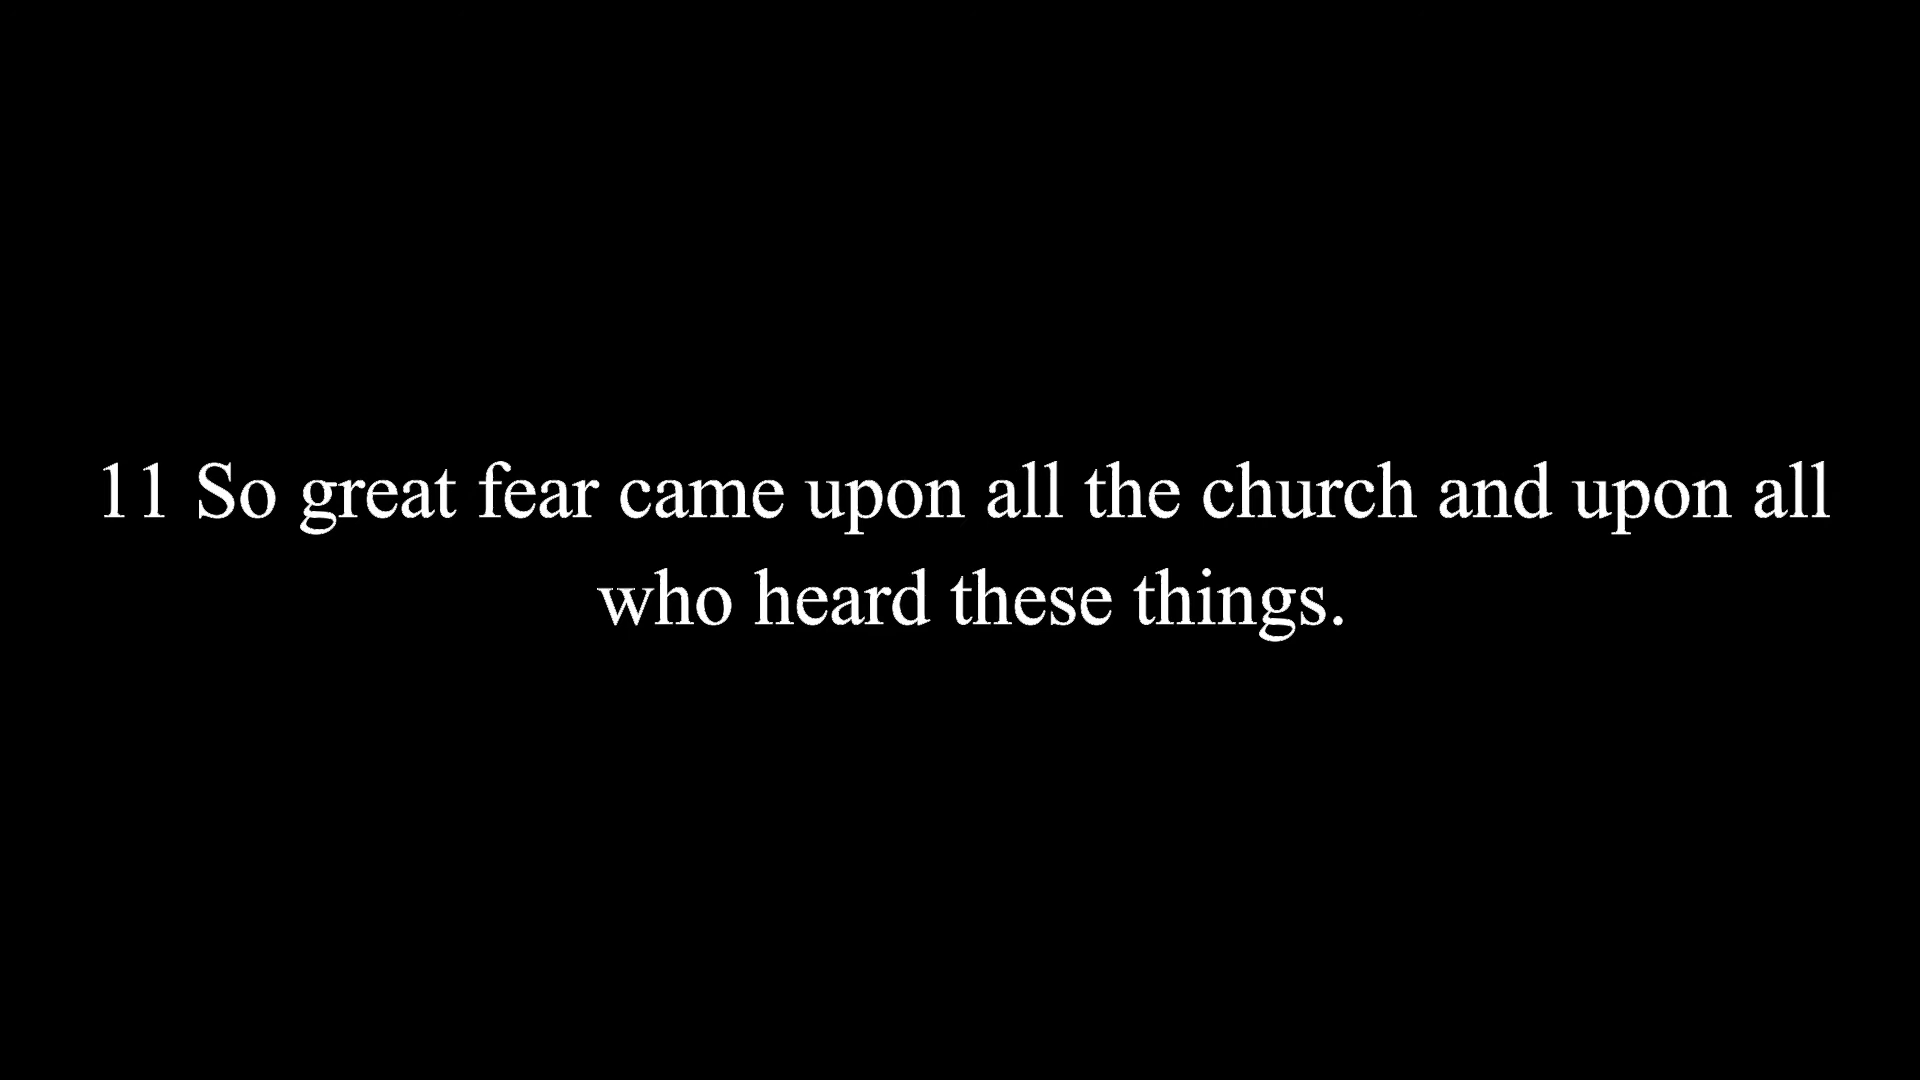 11 So great fear came upon all the church and upon all
who heard these things.